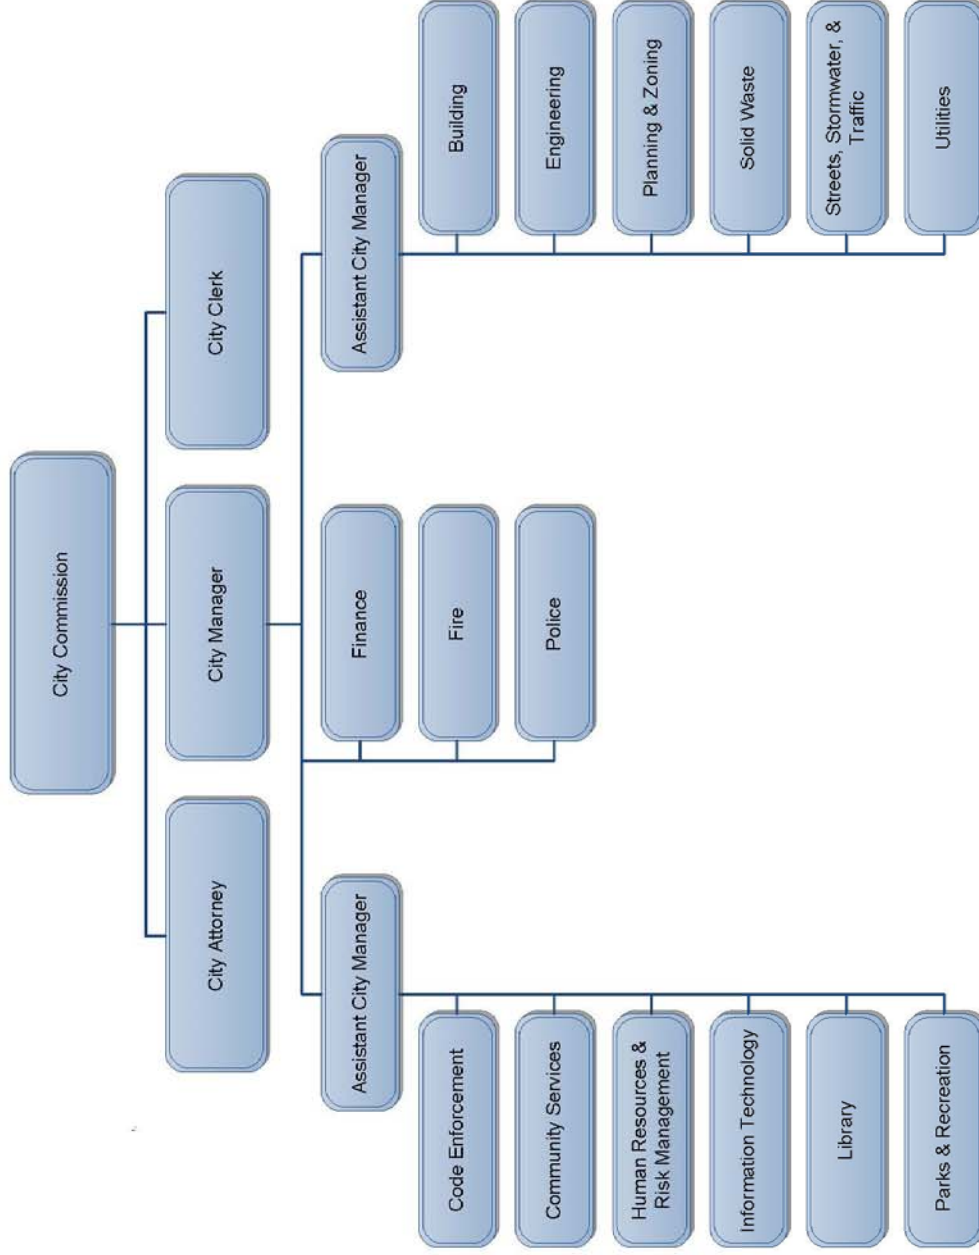 City Commission
City Attorney
City Manager
City Clerk
Assistant City Manager
Finance
Fire
Police
Assistant City Manager
Code Enforcement
Community Services
Human Resources &
Risk Management
Information Technology
Library
Parks & Recreation
Building
Engineering
Planning & Zoning
Solid Waste
Streets, Stormwater, &
Traffic
Utilities